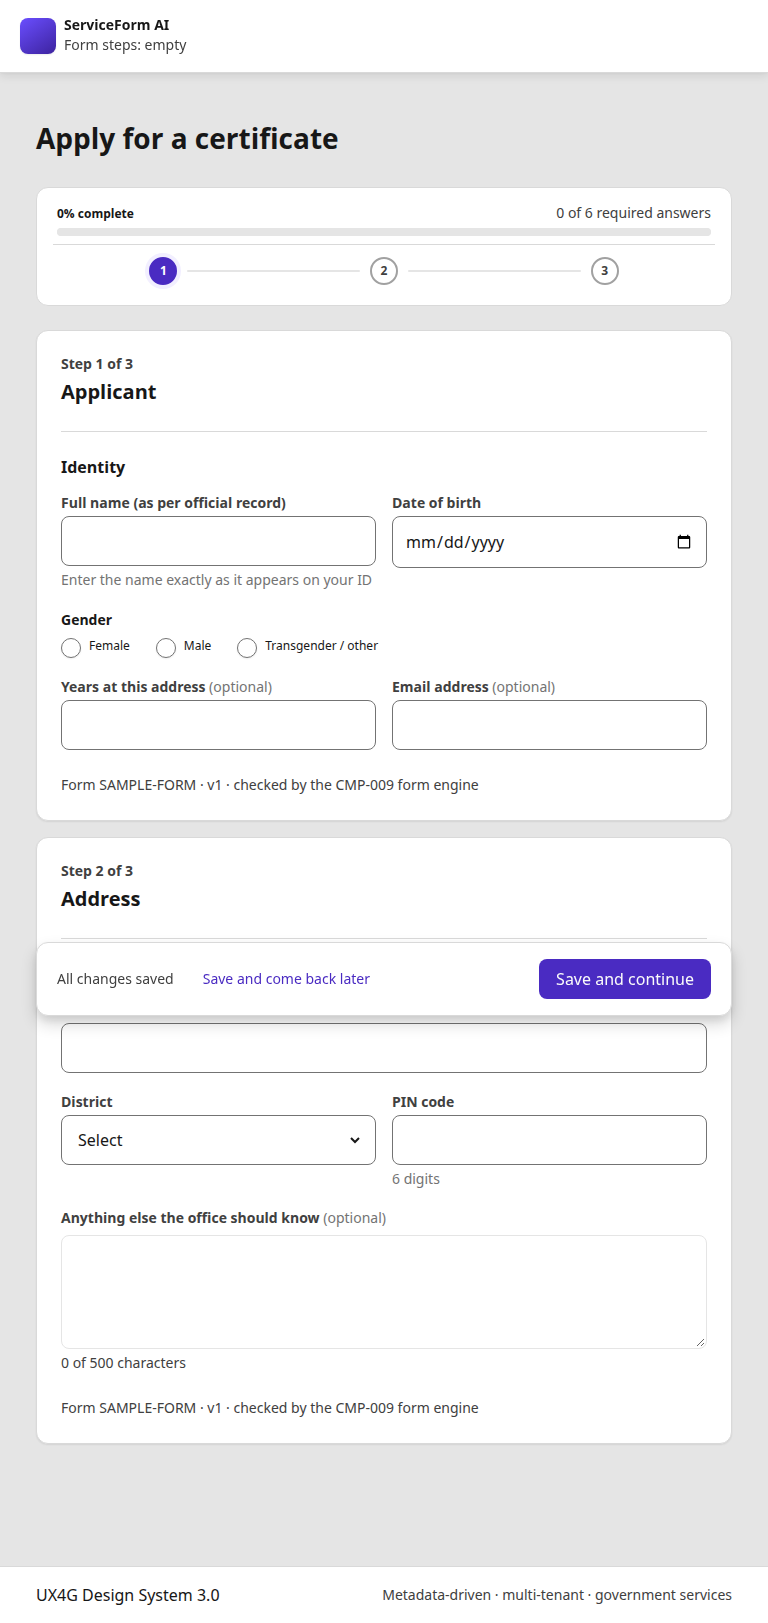 ServiceForm AI
Form steps: empty
Apply for a certificate
0% complete
0 of 6 required answers
1
2
3
Step 1 of 3
Applicant
Identity
Full name (as per official record)
Date of birth
mm/dd/yyyy
Enter the name exactly as it appears on your ID
Gender
Female
Male
Transgender / other
Years at this address (optional)
Email address (optional)
Form SAMPLE-FORM · v1 · checked by the CMP-009 form engine
Step 2 of 3
Address
All changes saved
Save and come back later
Save and continue
District
PIN code
Select
6 digits
Anything else the office should know (optional)
0 of 500 characters
Form SAMPLE-FORM · v1 · checked by the CMP-009 form engine
UX4G Design System 3.0
Metadata-driven · multi-tenant · government services